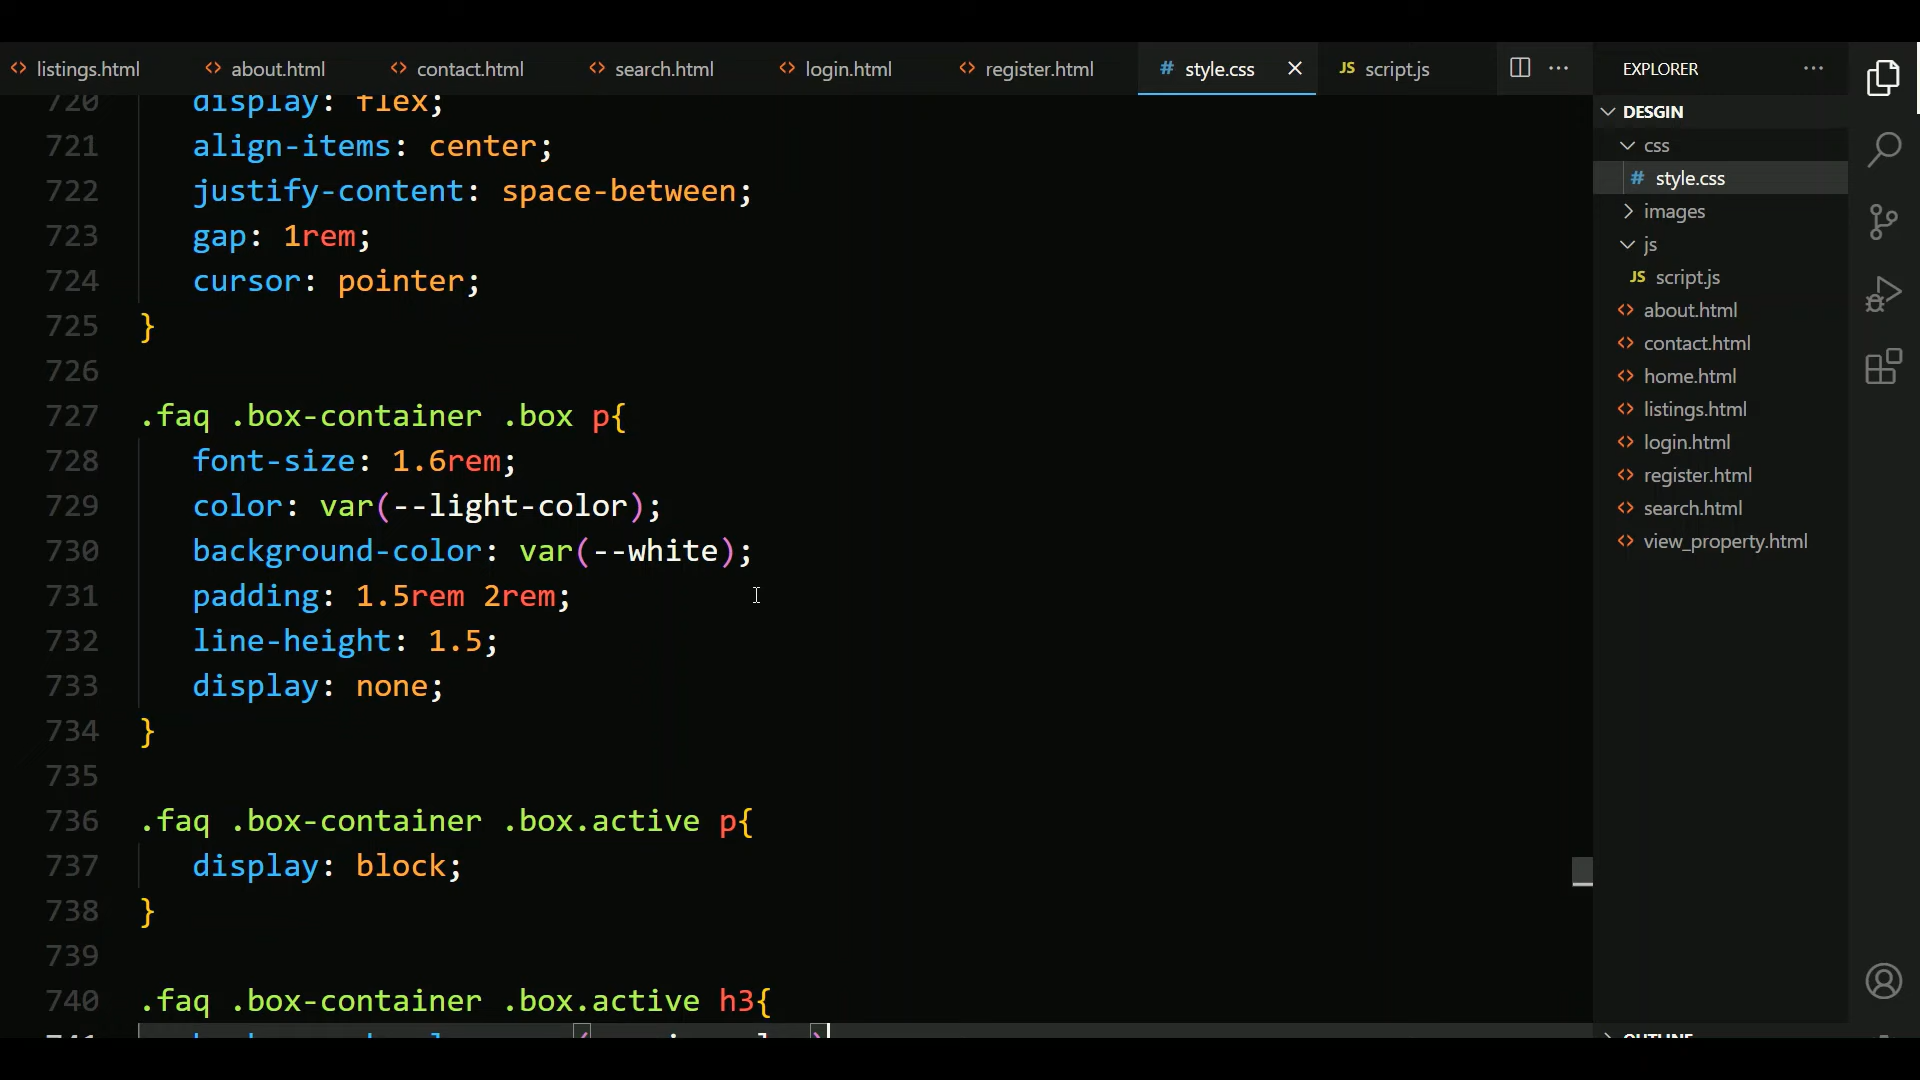 listings.html about.html contact.html search.html login.html register.html # style.css JS script.js
720 display: flex;
721 align-items: center;
722 justify-content: space-between;
723 gap: 1rem;
724 cursor: pointer;
725 }
726
727 .faq .box-container .box p{
728 font-size: 1.6rem;
729 color: var(--light-color);
730 background-color: var(--white);
731 padding: 1.5rem 2rem;
732 line-height: 1.5;
733 display: none;
734 }
735
736 .faq .box-container .box.active p{
737 display: block;
738 }
739
740 .faq .box-container .box.active h3{
EXPLORER
DESGIN
css
# style.css
images
js
JS script.js
about.html
contact.html
home.html
listings.html
login.html
register.html
search.html
view_property.html
OUTLINE